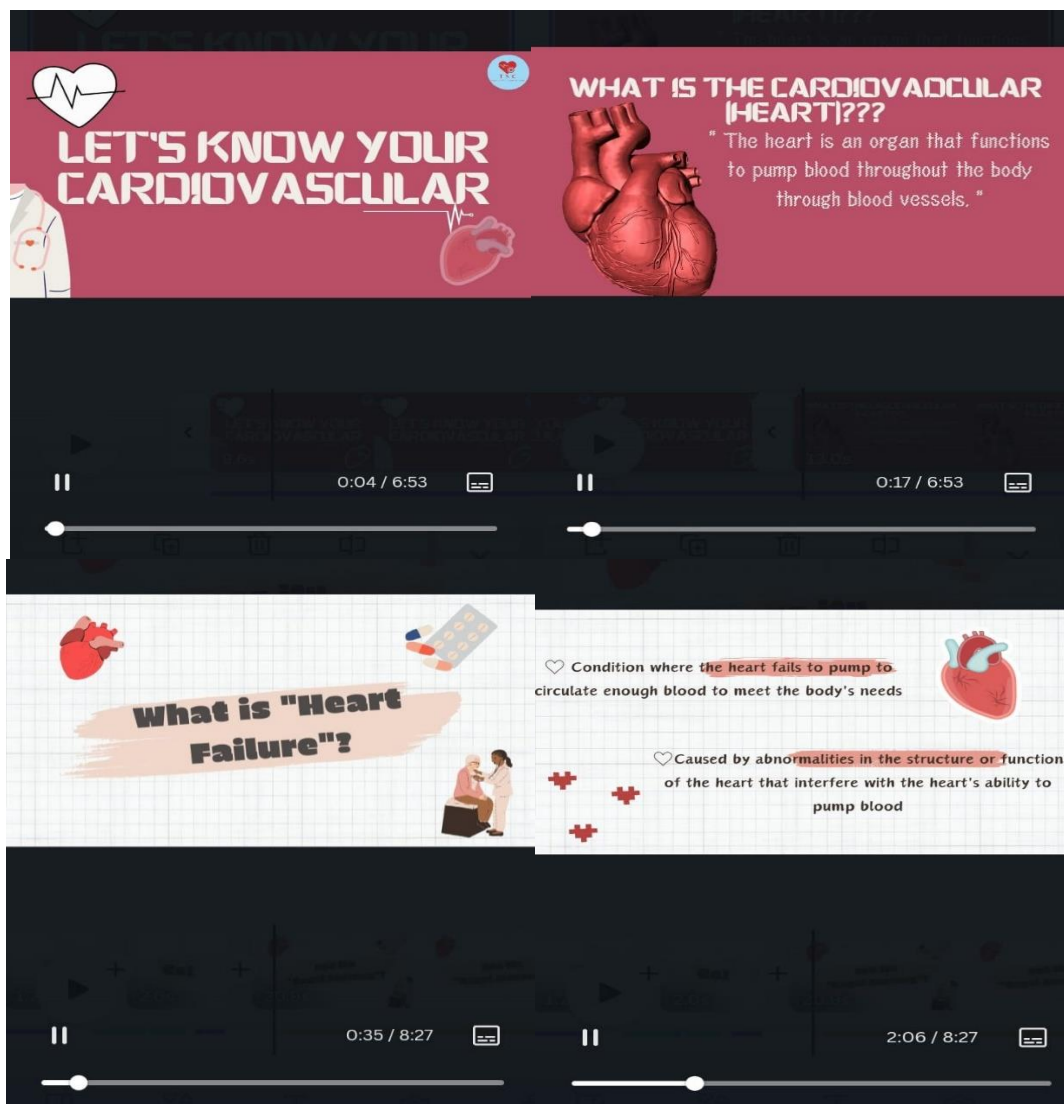 LET'S KNOW YOUR
CARDIOVASCULAR
0:04 / 6:53
WHAT IS THE CARDIOVADCULAR
(HEART)???
" The heart is an organ that functions
to pump blood throughout the body
through blood vessels. "
0:17 / 6:53
What is "Heart
Failure"?
0:35 / 8:27
Condition where the heart fails to pump to
circulate enough blood to meet the body's needs
Caused by abnormalities in the structure or function
of the heart that interfere with the heart's ability to
pump blood
2:06 / 8:27